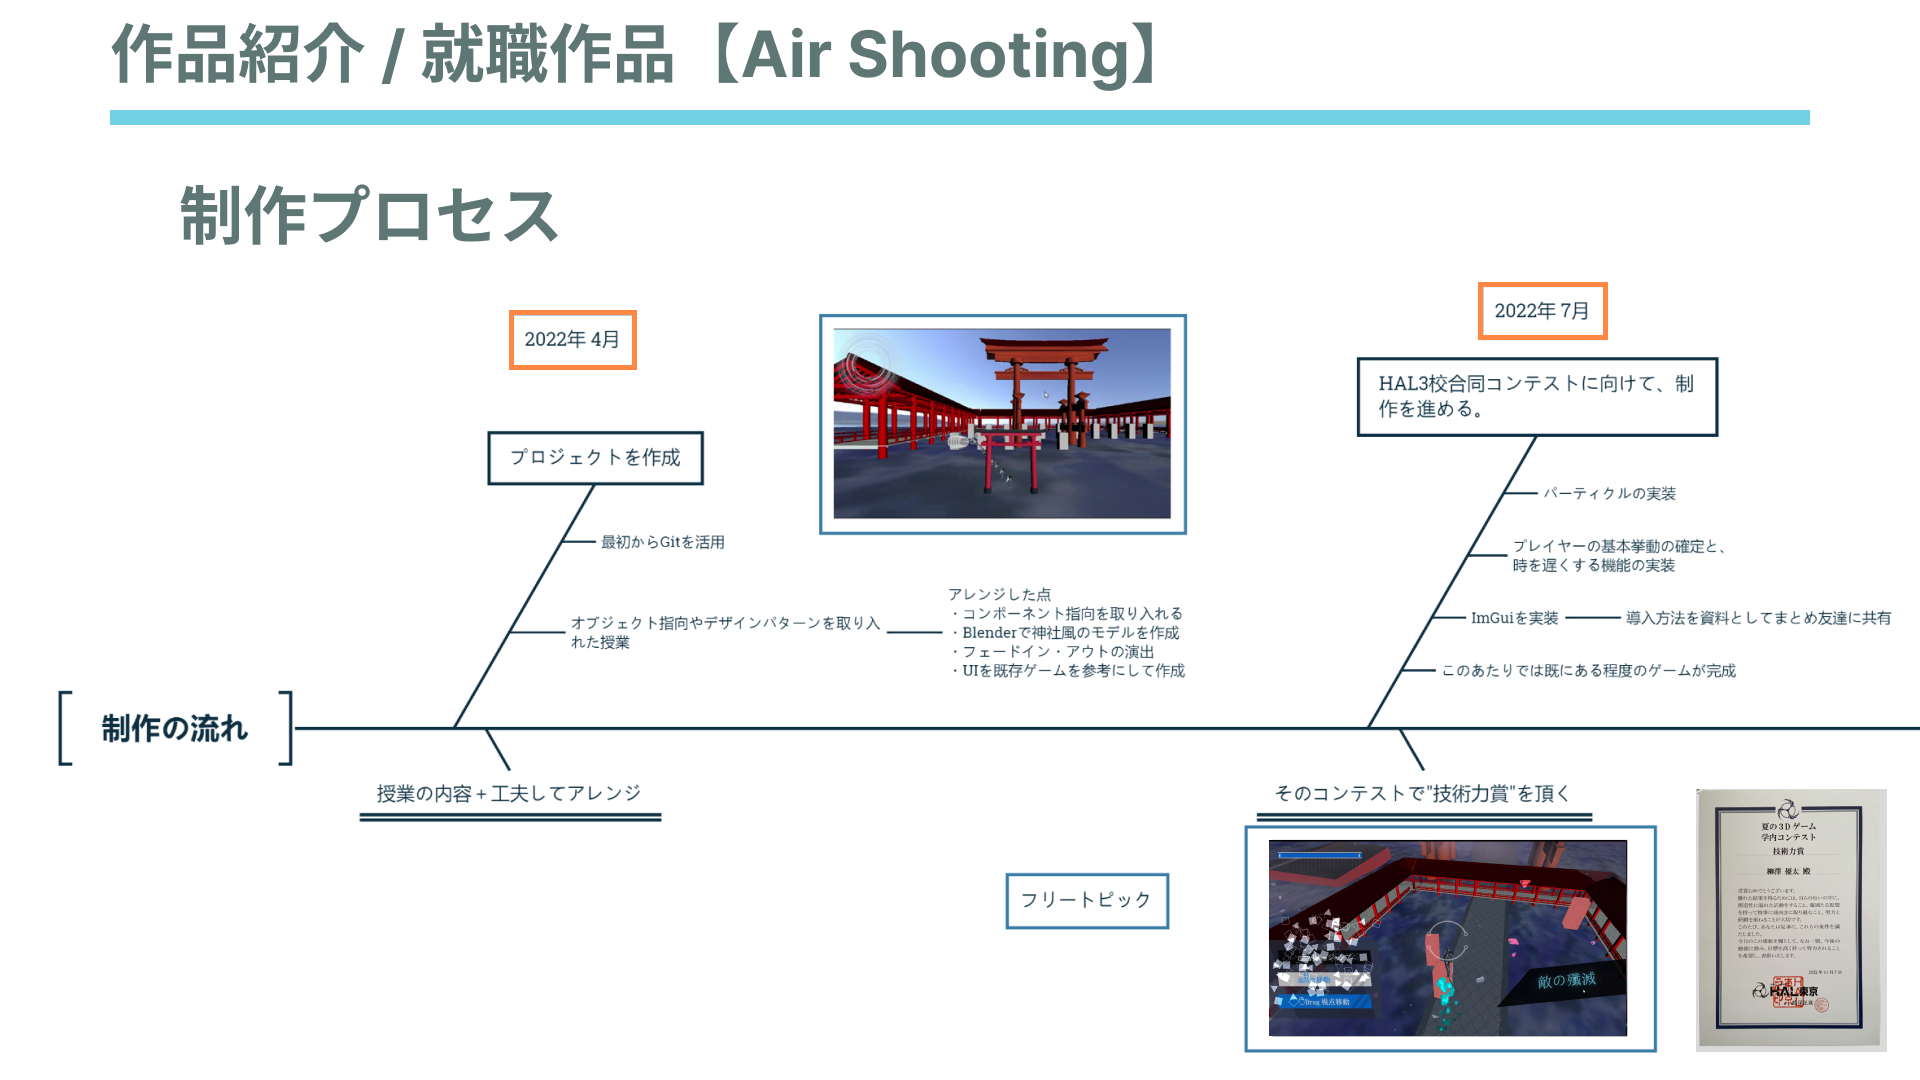 作品紹介 / 就職作品【Air Shooting】
制作プロセス
2022年 4月
プロジェクトを作成
最初からGitを活用
オブジェクト指向やデザインパターンを取り入
れた授業
アレンジした点
・コンポーネント指向を取り入れる
・Blenderで神社風のモデルを作成
・フェードイン・アウトの演出
・UIを既存ゲームを参考にして作成
2022年 7月
HAL3校合同コンテストに向けて、制
作を進める。
パーティクルの実装
プレイヤーの基本挙動の確定と、
時を遅くする機能の実装
ImGuiを実装
導入方法を資料としてまとめ友達に共有
このあたりでは既にある程度のゲームが完成
制作の流れ
授業の内容 + 工夫してアレンジ
そのコンテストで"技術力賞"を頂く
フリートピック
敵の殲滅
Drag 視点移動
夏の3Dゲーム
学内コンテスト
技術力賞
柳澤 優太 殿
HAL東京